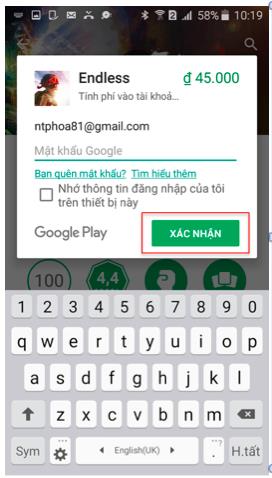 58% 10:19
Endless ₫ 45.000
Tính phí vào tài khoả...
ntphoa81@gmail.com
Mật khẩu Google
Bạn quên mật khẩu? Tìm hiểu thêm
Nhớ thông tin đăng nhập của tôi
trên thiết bị này
Google Play XÁC NHẬN
100 4,4
1 2 3 4 5 6 7 8 9 0
q w e r t y u i o p
a s d f g h j k l
z x c v b n m
Sym English(UK) .,? H.tất